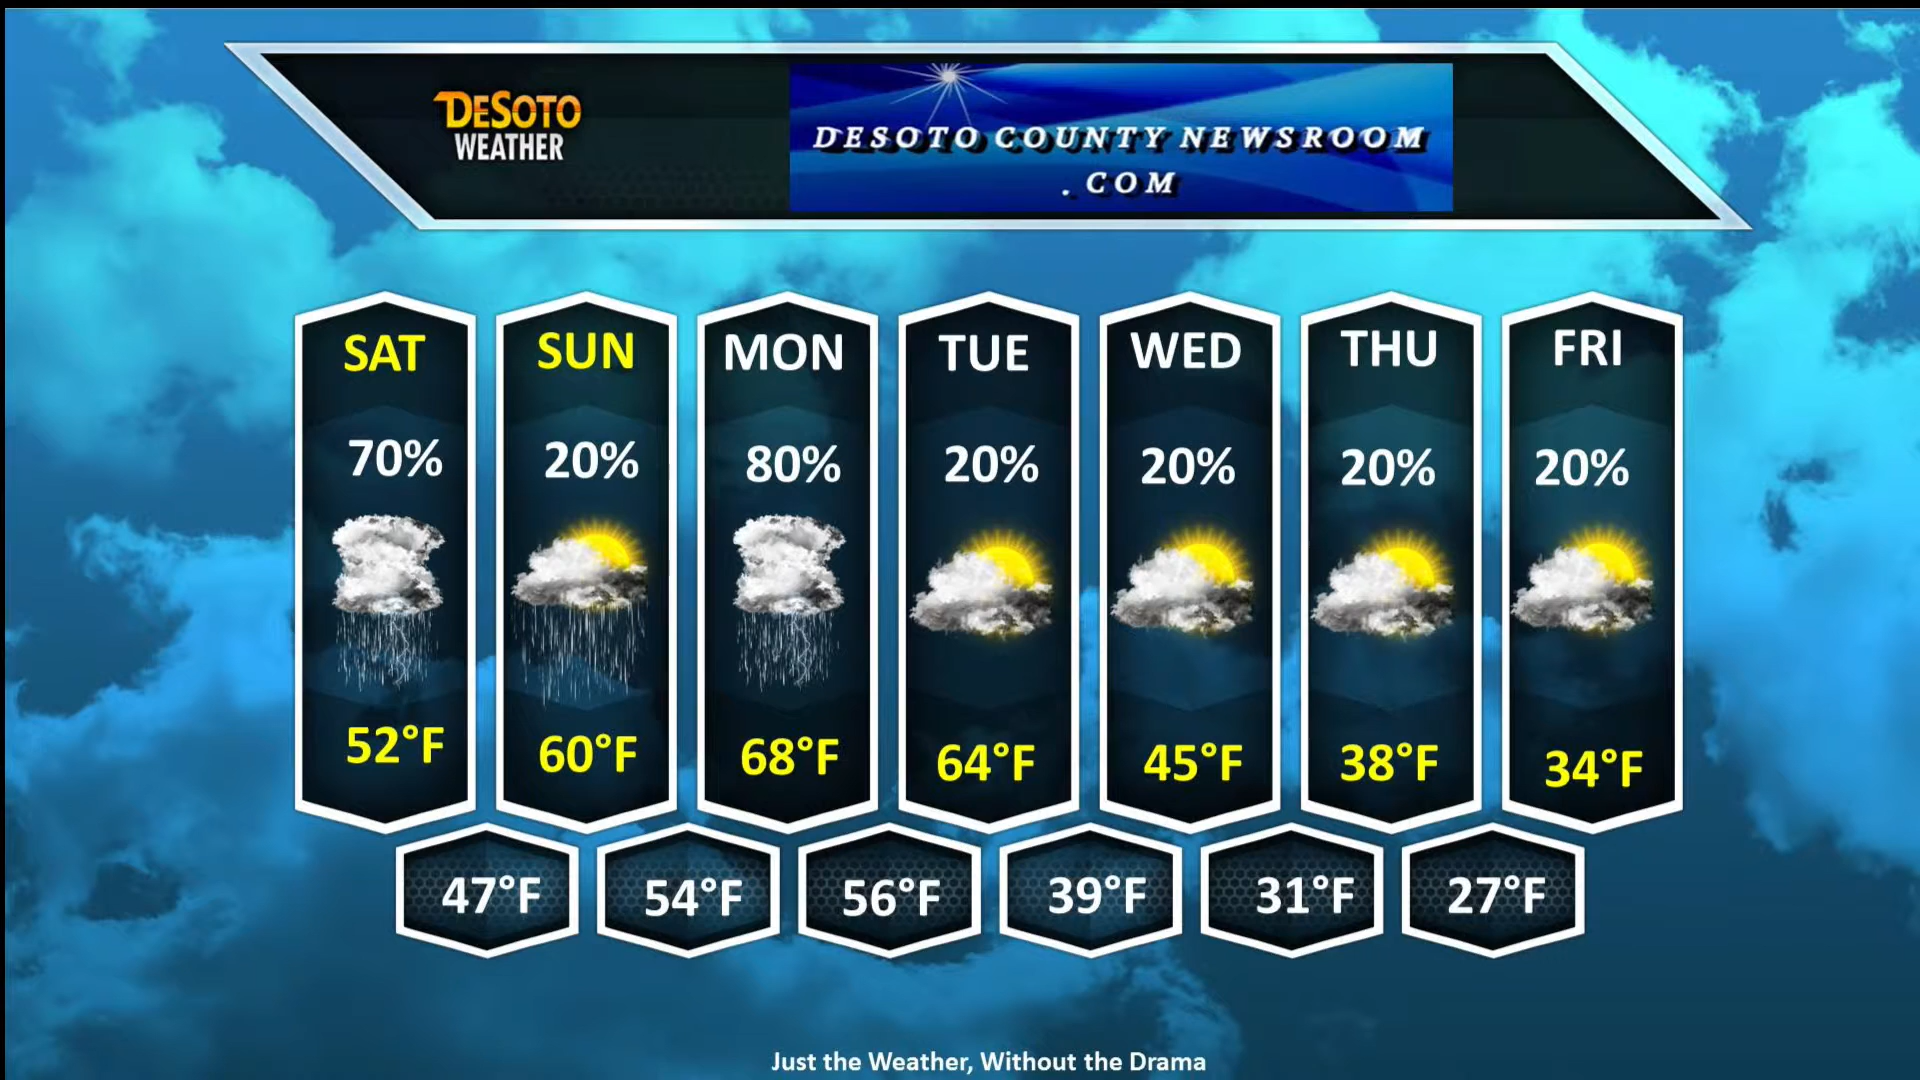 DESOTO
WEATHER
DESOTO COUNTY NEWSROOM
.COM
SAT SUN MON TUE WED THU FRI
70% 20% 80% 20% 20% 20% 20%
52°F 60°F 68°F 64°F 45°F 38°F 34°F
47°F 54°F 56°F 39°F 31°F 27°F
Just the Weather, Without the Drama